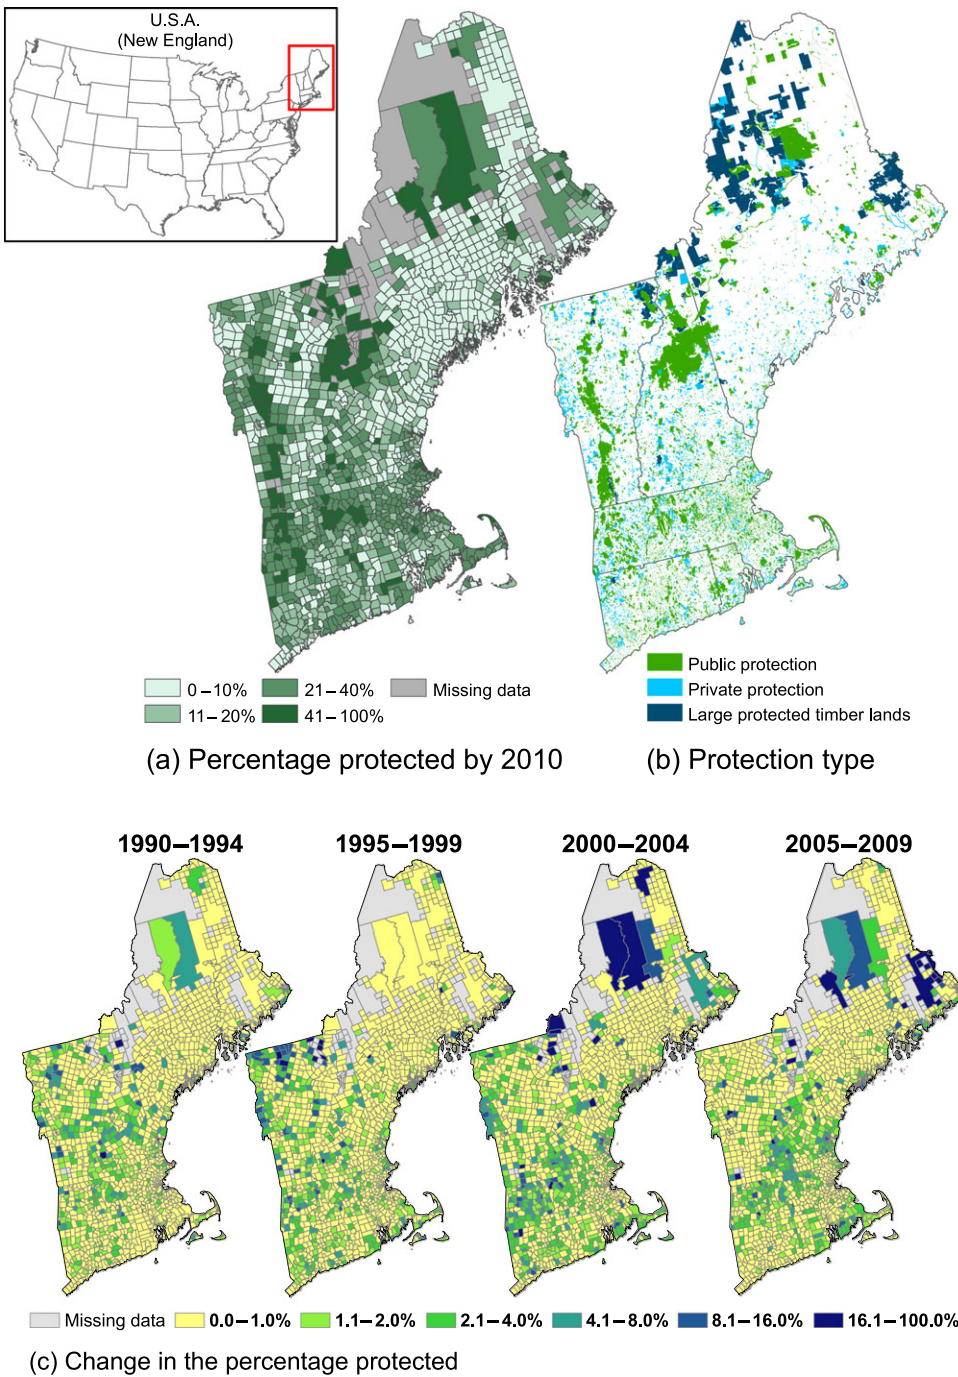 U.S.A.
(New England)
0–10%
21–40%
Missing data
11–20%
41–100%
Public protection
Private protection
Large protected timber lands
(a) Percentage protected by 2010
(b) Protection type
1990–1994
1995–1999
2000–2004
2005–2009
Missing data
0.0–1.0%
1.1–2.0%
2.1–4.0%
4.1–8.0%
8.1–16.0%
16.1–100.0%
(c) Change in the percentage protected